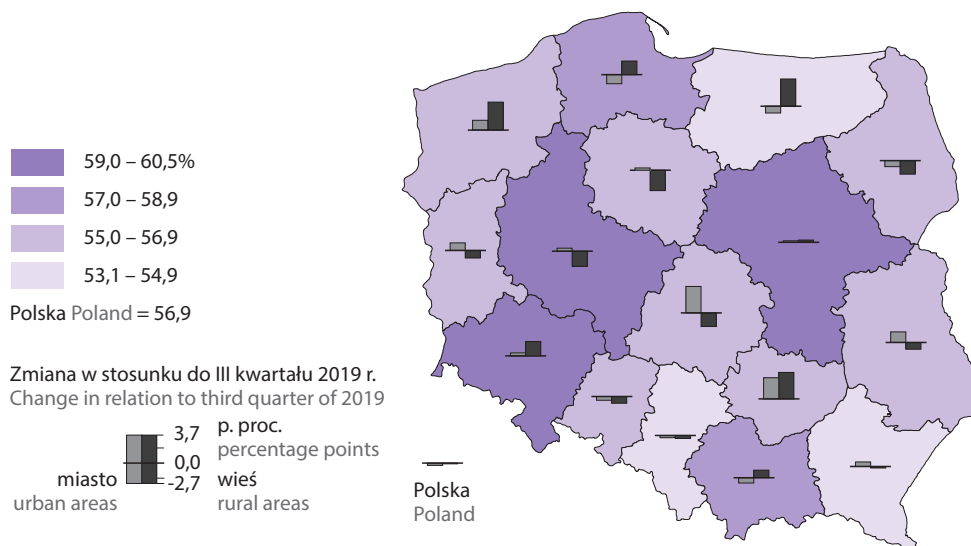 59,0 – 60,5%
57,0 – 58,9
55,0 – 56,9
53,1 – 54,9
Polska Poland = 56,9
Zmiana w stosunku do III kwartału 2019 r.
Change in relation to third quarter of 2019
3,7 p. proc.
percentage points
0,0
miasto -2,7 wieś
urban areas rural areas
Polska
Poland